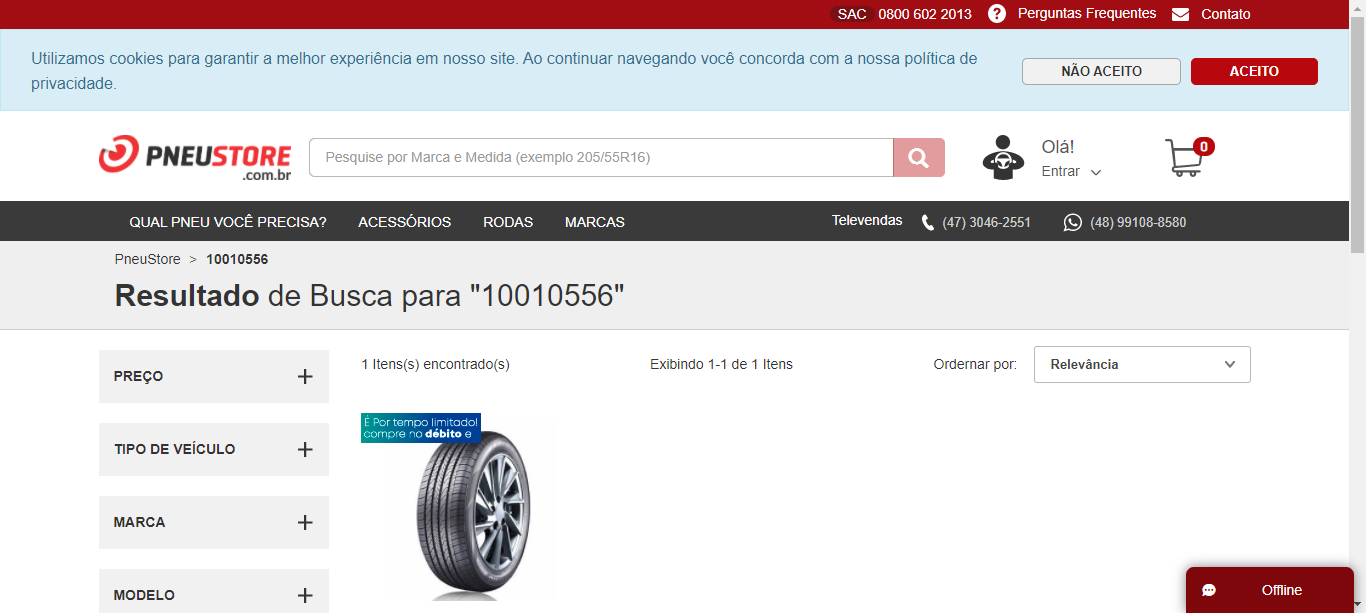 SAC 0800 602 2013 ? Perguntas Frequentes Contato
Utilizamos cookies para garantir a melhor experiência em nosso site. Ao continuar navegando você concorda com a nossa política de
privacidade.
NÃO ACEITO ACEITO
PNEUSTORE
.com.br
Pesquise por Marca e Medida (exemplo 205/55R16)
Olá!
Entrar
0
QUAL PNEU VOCÊ PRECISA? ACESSÓRIOS RODAS MARCAS Televendas (47) 3046-2551 (48) 99108-8580
PneuStore > 10010556
Resultado de Busca para "10010556"
PREÇO +
TIPO DE VEÍCULO +
MARCA +
MODELO +
1 Itens(s) encontrado(s) Exibindo 1-1 de 1 Itens Ordernar por: Relevância
É Por tempo limitado!
compre no débito e
Offline